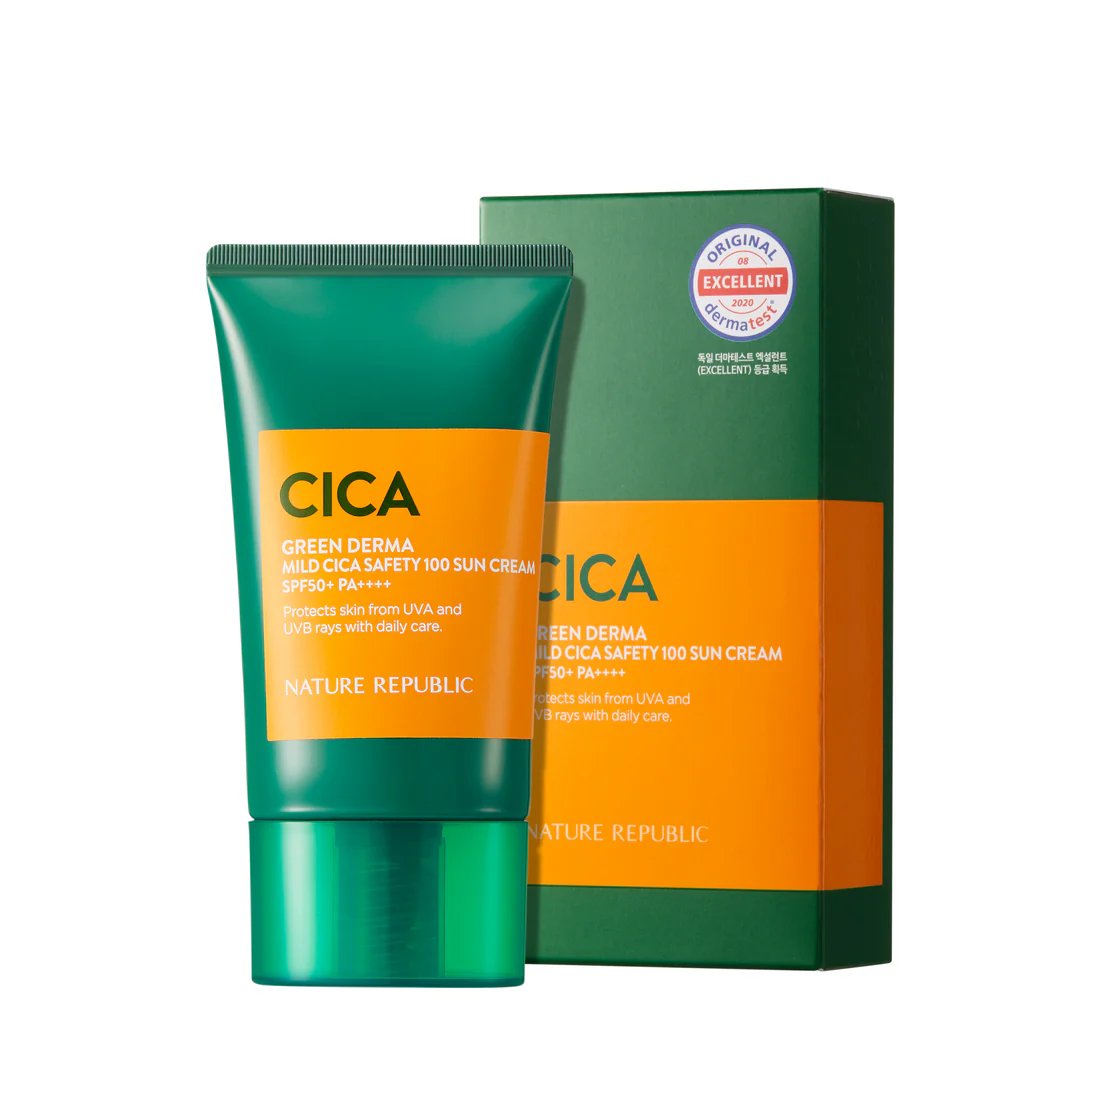 CICA
GREEN DERMA
MILD CICA SAFETY 100 SUN CREAM
SPF50+ PA++++
Protects skin from UVA and
UVB rays with daily care.
NATURE REPUBLIC
ORIGINAL
08
EXCELLENT
2020
dermatest®
독일 더마테스트 엑설런트
(EXCELLENT) 등급 획득
CICA
REEN DERMA
ILD CICA SAFETY 100 SUN CREAM
PF50+ PA++++
rotects skin from UVA and
VB rays with daily care.
NATURE REPUBLIC